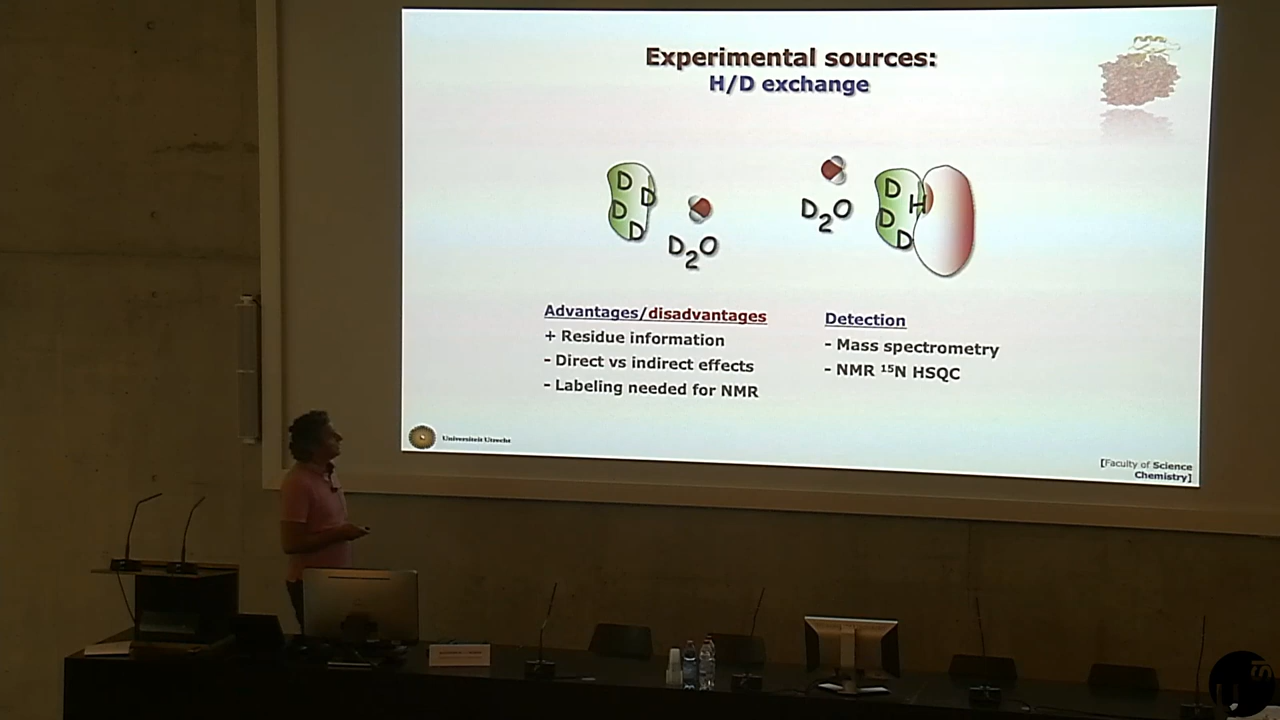 Experimental sources:
H/D exchange
D
D
D
D
D₂O
D₂O
D
H
D
D
Advantages/disadvantages
+ Residue information
- Direct vs indirect effects
- Labeling needed for NMR
Detection
- Mass spectrometry
- NMR ¹⁵N HSQC
Universiteit Utrecht
[Faculty of Science
Chemistry]